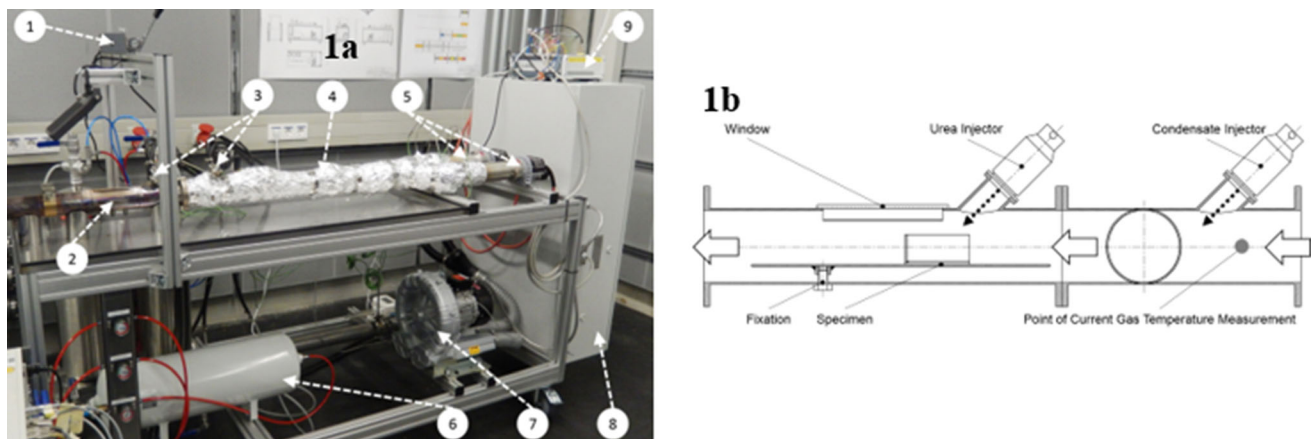 1
1a
9
3
4
5
2
6
7
8
1b
Window
Urea Injector
Condensate Injector
Fixation
Specimen
Point of Current Gas Temperature Measurement